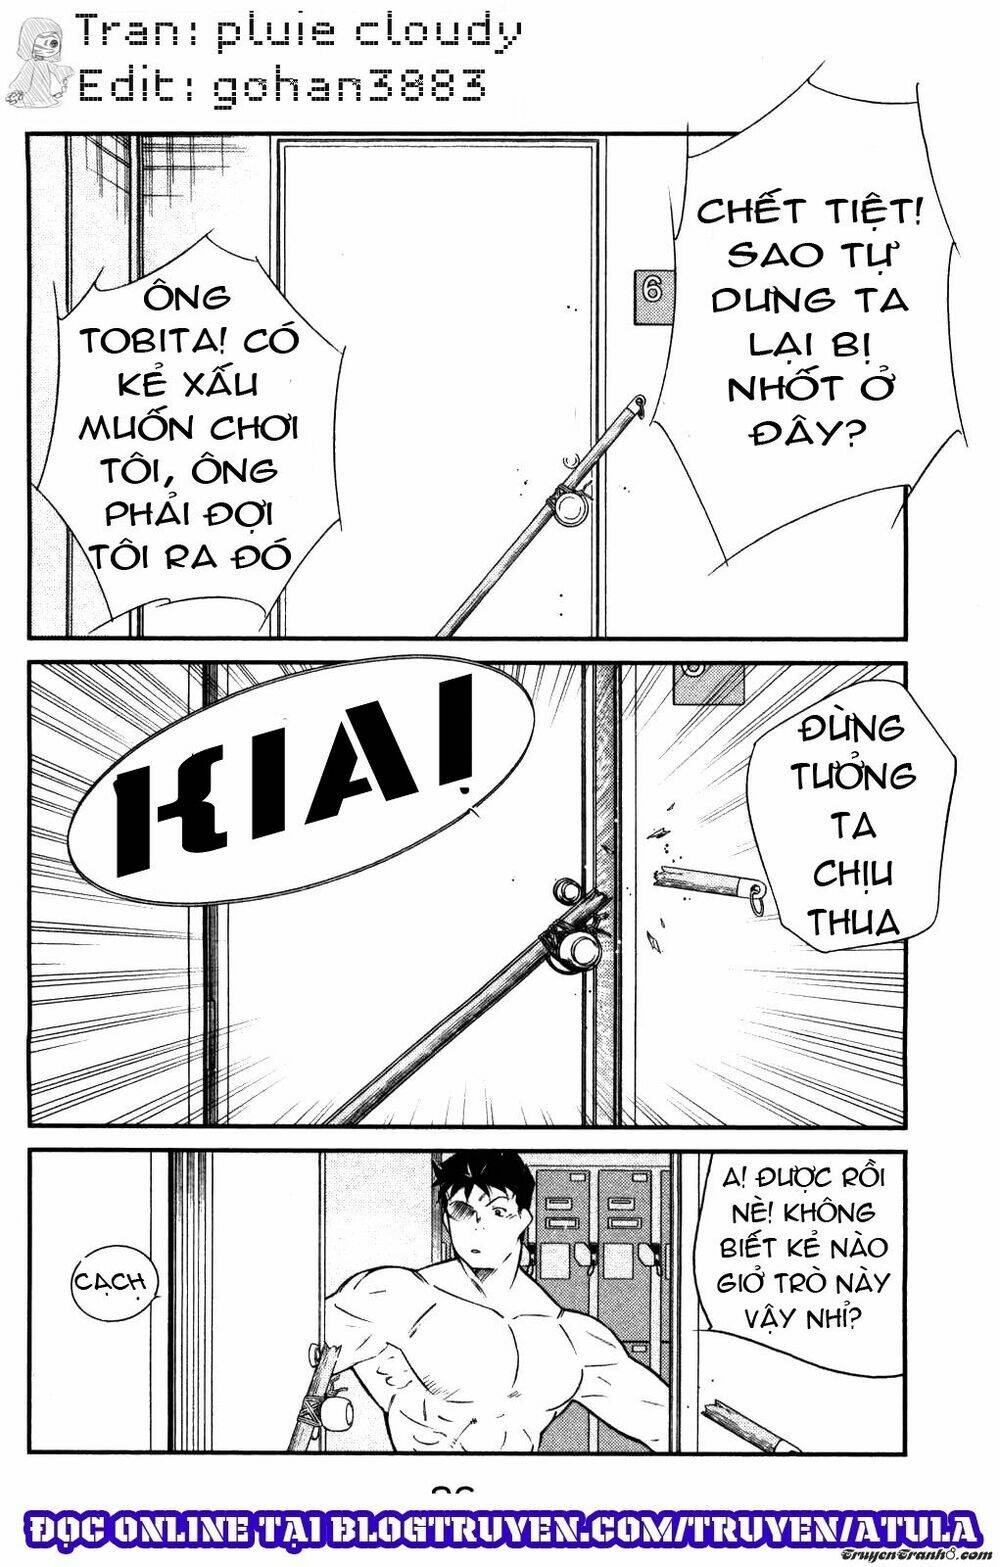 Tran: pluie cloudy
Edit: gohan3883
CHẾT TIỆT!
SAO TỰ
DƯNG TA
LẠI BỊ
NHỐT Ở
ĐÂY?
6
ÔNG
TOBITA! CÓ
KẺ XẤU
MUỐN CHƠI
TÔI, ÔNG
PHẢI ĐỢI
TÔI RA ĐÓ
KIAI
ĐỪNG
TƯỞNG
TA
CHỊU
THUA
A! ĐƯỢC RỒI
NÈ! KHÔNG
BIẾT KẺ NÀO
GIỞ TRÒ NÀY
VẬY NHỈ?
CẠCH
ĐỌC ONLINE TẠI BLOGTRUYEN.COM/TRUYEN/ATULA
TruyenTranh8.com